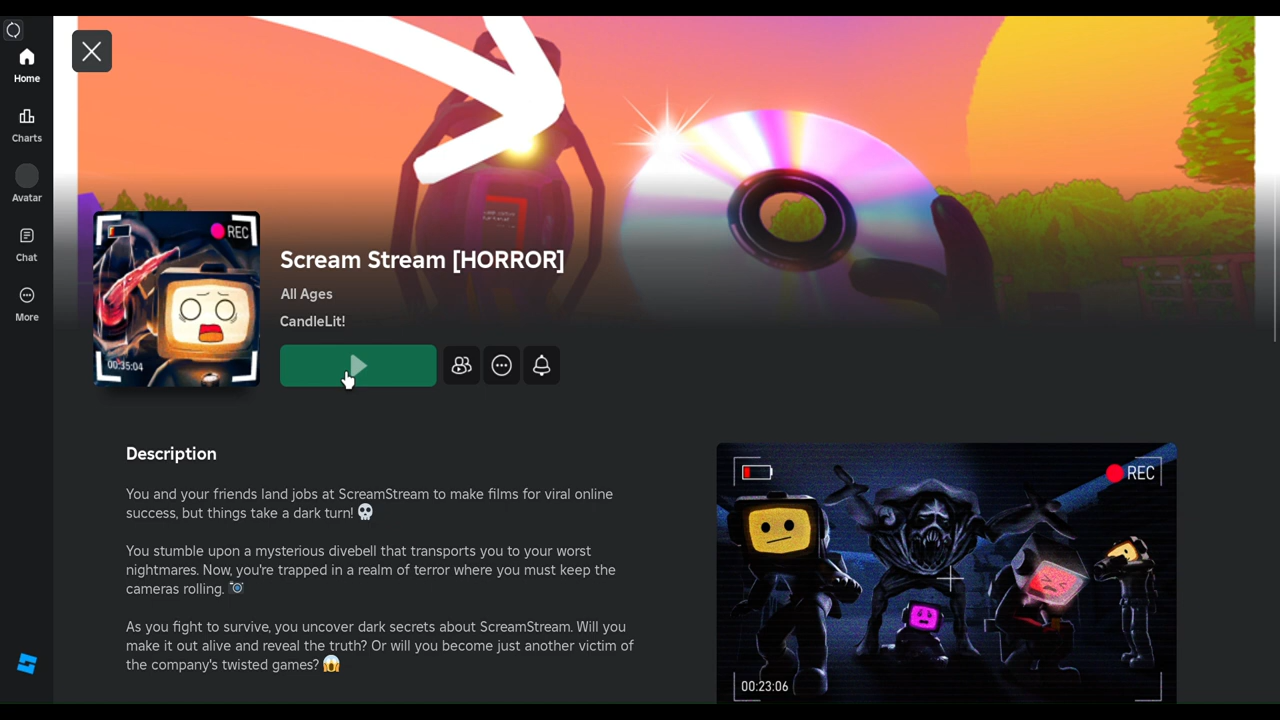 Home
Charts
Avatar
Chat
More
REC
00:35:04
Scream Stream [HORROR]
All Ages
CandleLit!
Description
You and your friends land jobs at ScreamStream to make films for viral online
success, but things take a dark turn! 💀
You stumble upon a mysterious divebell that transports you to your worst
nightmares. Now, you're trapped in a realm of terror where you must keep the
cameras rolling. 📷
As you fight to survive, you uncover dark secrets about ScreamStream. Will you
make it out alive and reveal the truth? Or will you become just another victim of
the company's twisted games? 😱
REC
00:23:06